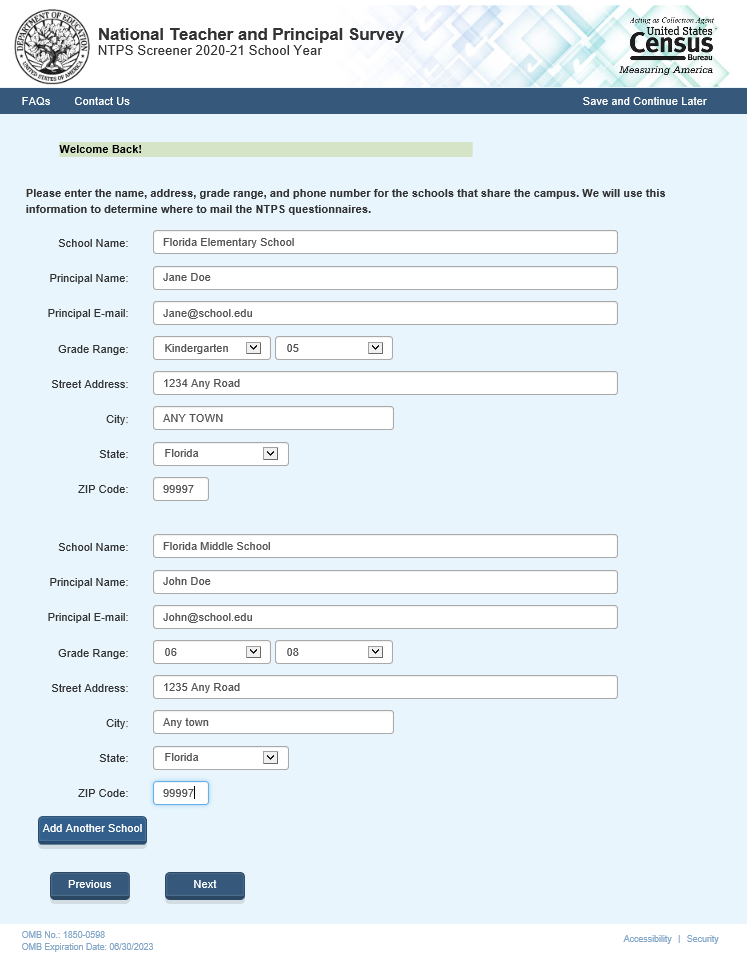 DEPARTMENT OF EDUCATION
UNITED STATES OF AMERICA
National Teacher and Principal Survey
NTPS Screener 2020-21 School Year
Acting as Collection Agent
United States
Census
Bureau
Measuring America
FAQs Contact Us Save and Continue Later
Welcome Back!
Please enter the name, address, grade range, and phone number for the schools that share the campus. We will use this
information to determine where to mail the NTPS questionnaires.
School Name: Florida Elementary School
Principal Name: Jane Doe
Principal E-mail: Jane@school.edu
Grade Range: Kindergarten 05
Street Address: 1234 Any Road
City: ANY TOWN
State: Florida
ZIP Code: 99997
School Name: Florida Middle School
Principal Name: John Doe
Principal E-mail: John@school.edu
Grade Range: 06 08
Street Address: 1235 Any Road
City: Any town
State: Florida
ZIP Code: 99997
Add Another School
Previous Next
OMB No.: 1850-0598
OMB Expiration Date: 06/30/2023
Accessibility | Security